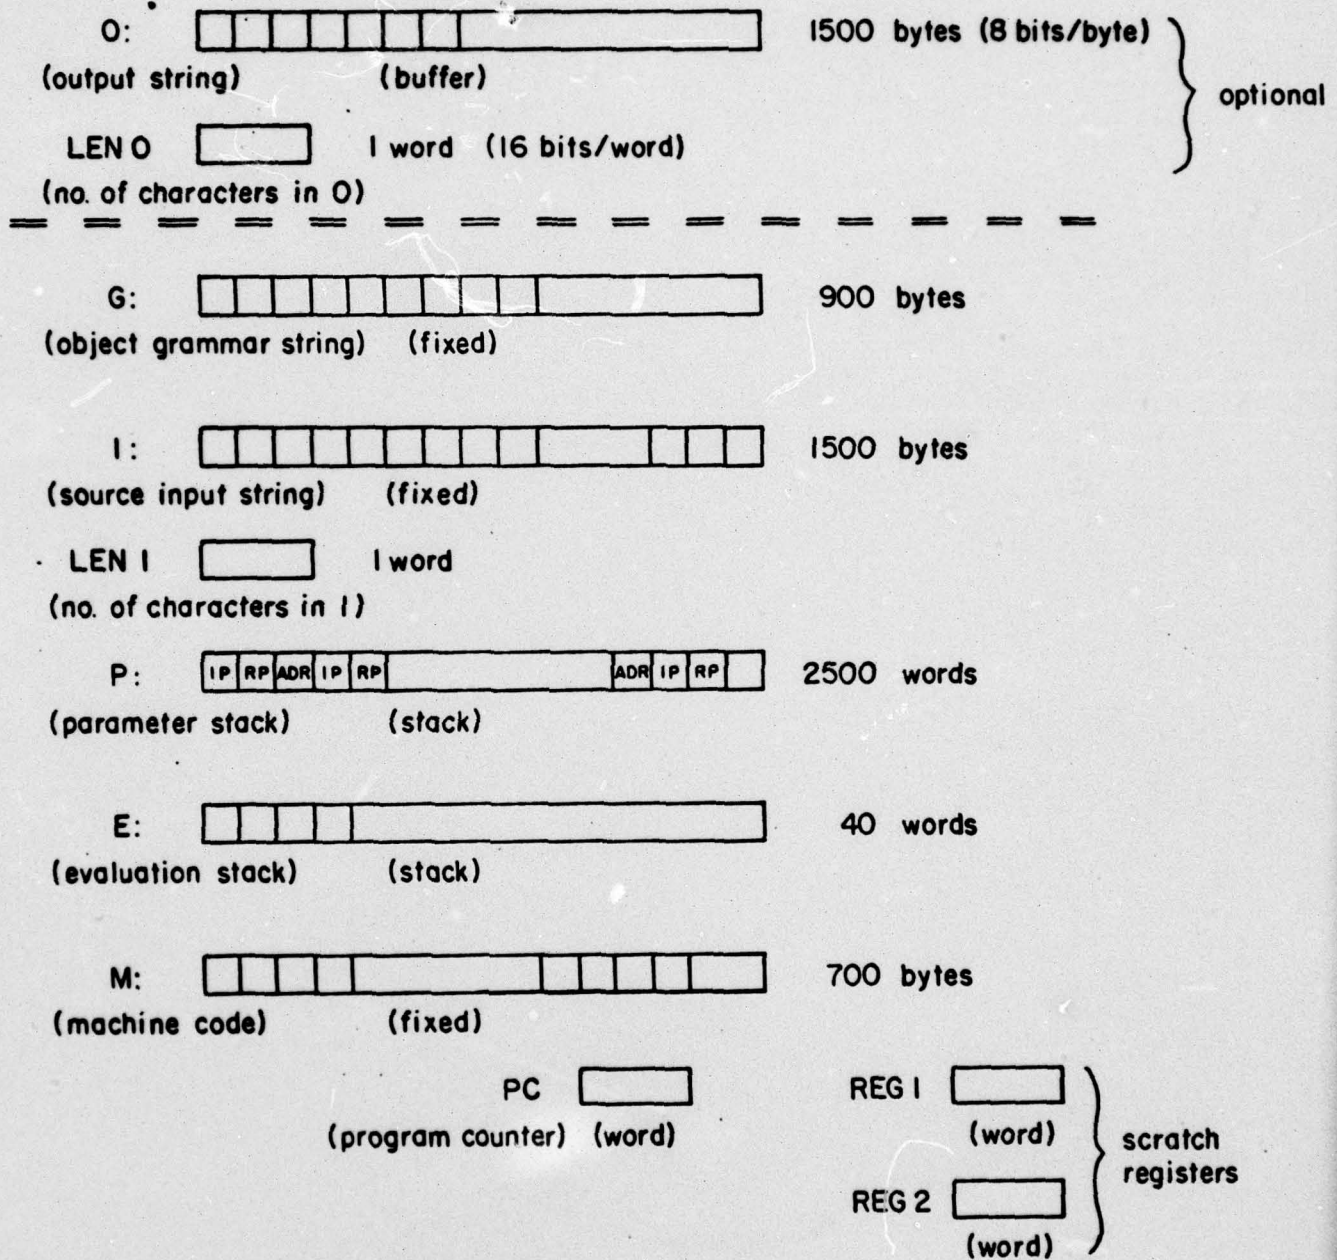 O: 1500 bytes (8 bits/byte)
(output string) (buffer)
optional
LEN O 1 word (16 bits/word)
(no. of characters in O)
G: 900 bytes
(object grammar string) (fixed)
I: 1500 bytes
(source input string) (fixed)
LEN I 1 word
(no. of characters in I)
P: IP RP ADR IP RP ADR IP RP 2500 words
(parameter stack) (stack)
E: 40 words
(evaluation stack) (stack)
M: 700 bytes
(machine code) (fixed)
PC REG 1
(program counter) (word) (word)
scratch
registers
REG 2
(word)